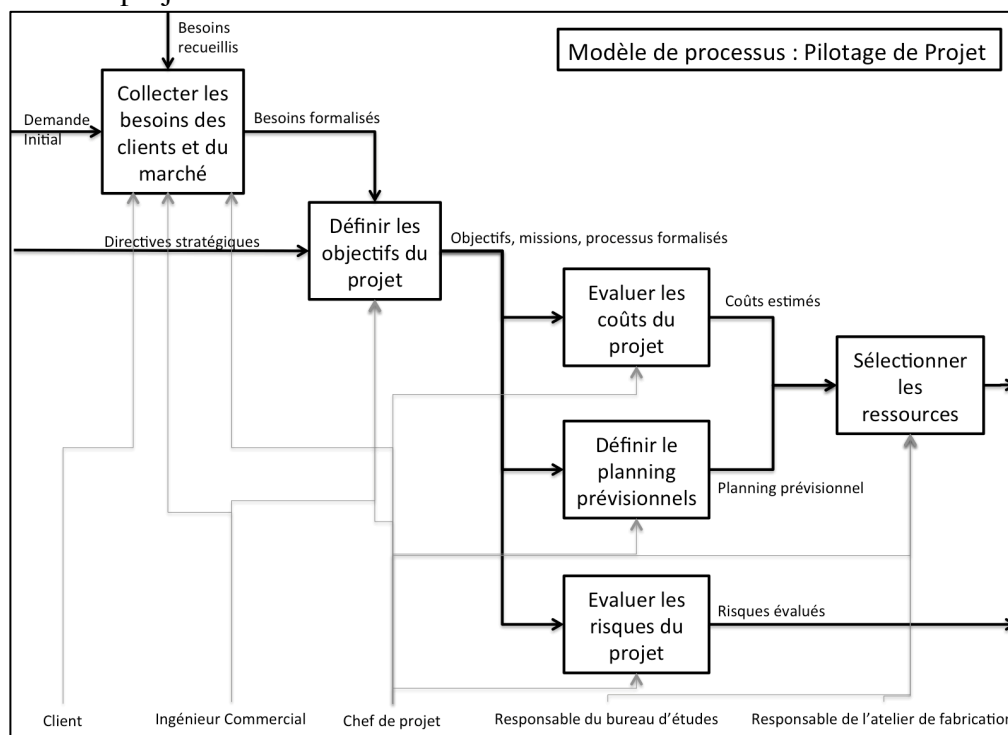 Besoins
recueillis
Modèle de processus : Pilotage de Projet
Collecter les
besoins des
clients et du
marché
Demande
Initial
Besoins formalisés
Définir les
objectifs du
projet
Directives stratégiques
Objectifs, missions, processus formalisés
Evaluer les
coûts du
projet
Coûts estimés
Sélectionner
les
ressources
Définir le
planning
prévisionnels
Planning prévisionnel
Evaluer les
risques du
projet
Risques évalués
Client
Ingénieur Commercial
Chef de projet
Responsable du bureau d'études
Responsable de l'atelier de fabrication